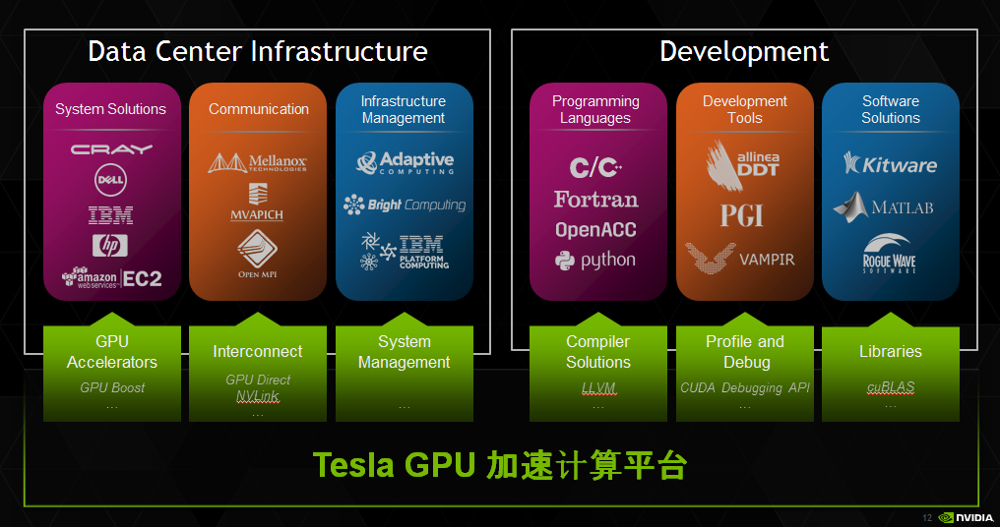 Data Center Infrastructure
System Solutions
CRAY
DELL
IBM
hp
amazon
web services™ EC2
Communication
Mellanox
TECHNOLOGIES
MVAPICH
OPEN MPI
Infrastructure
Management
Adaptive
COMPUTING
Bright Computing
IBM
PLATFORM
COMPUTING
GPU
Accelerators
GPU Boost
...
Interconnect
GPU Direct
NVLink
...
System
Management
...
Development
Programming
Languages
C/C++
Fortran
OpenACC
python
Development
Tools
allinea
DDT
PGI
VAMPIR
Software
Solutions
Kitware
MATLAB
ROGUE WAVE
SOFTWARE
Compiler
Solutions
LLVM
...
Profile and
Debug
CUDA Debugging API
...
Libraries
cuBLAS
...
Tesla GPU 加速计算平台
12 NVIDIA